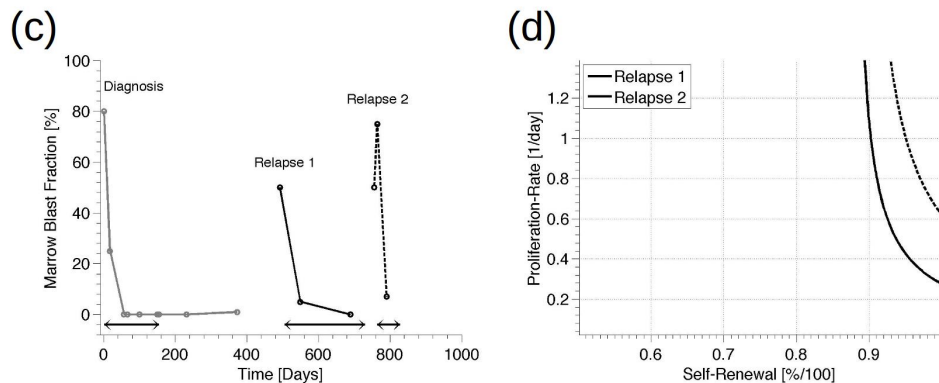 (c)
100
80
60
40
20
0
Marrow Blast Fraction [%]
Diagnosis
Relapse 1
Relapse 2
0 200 400 600 800 1000
Time [Days]
(d)
Relapse 1
Relapse 2
1.2
1
0.8
0.6
0.4
0.2
Proliferation-Rate [1/day]
0.6 0.7 0.8 0.9
Self-Renewal [%/100]